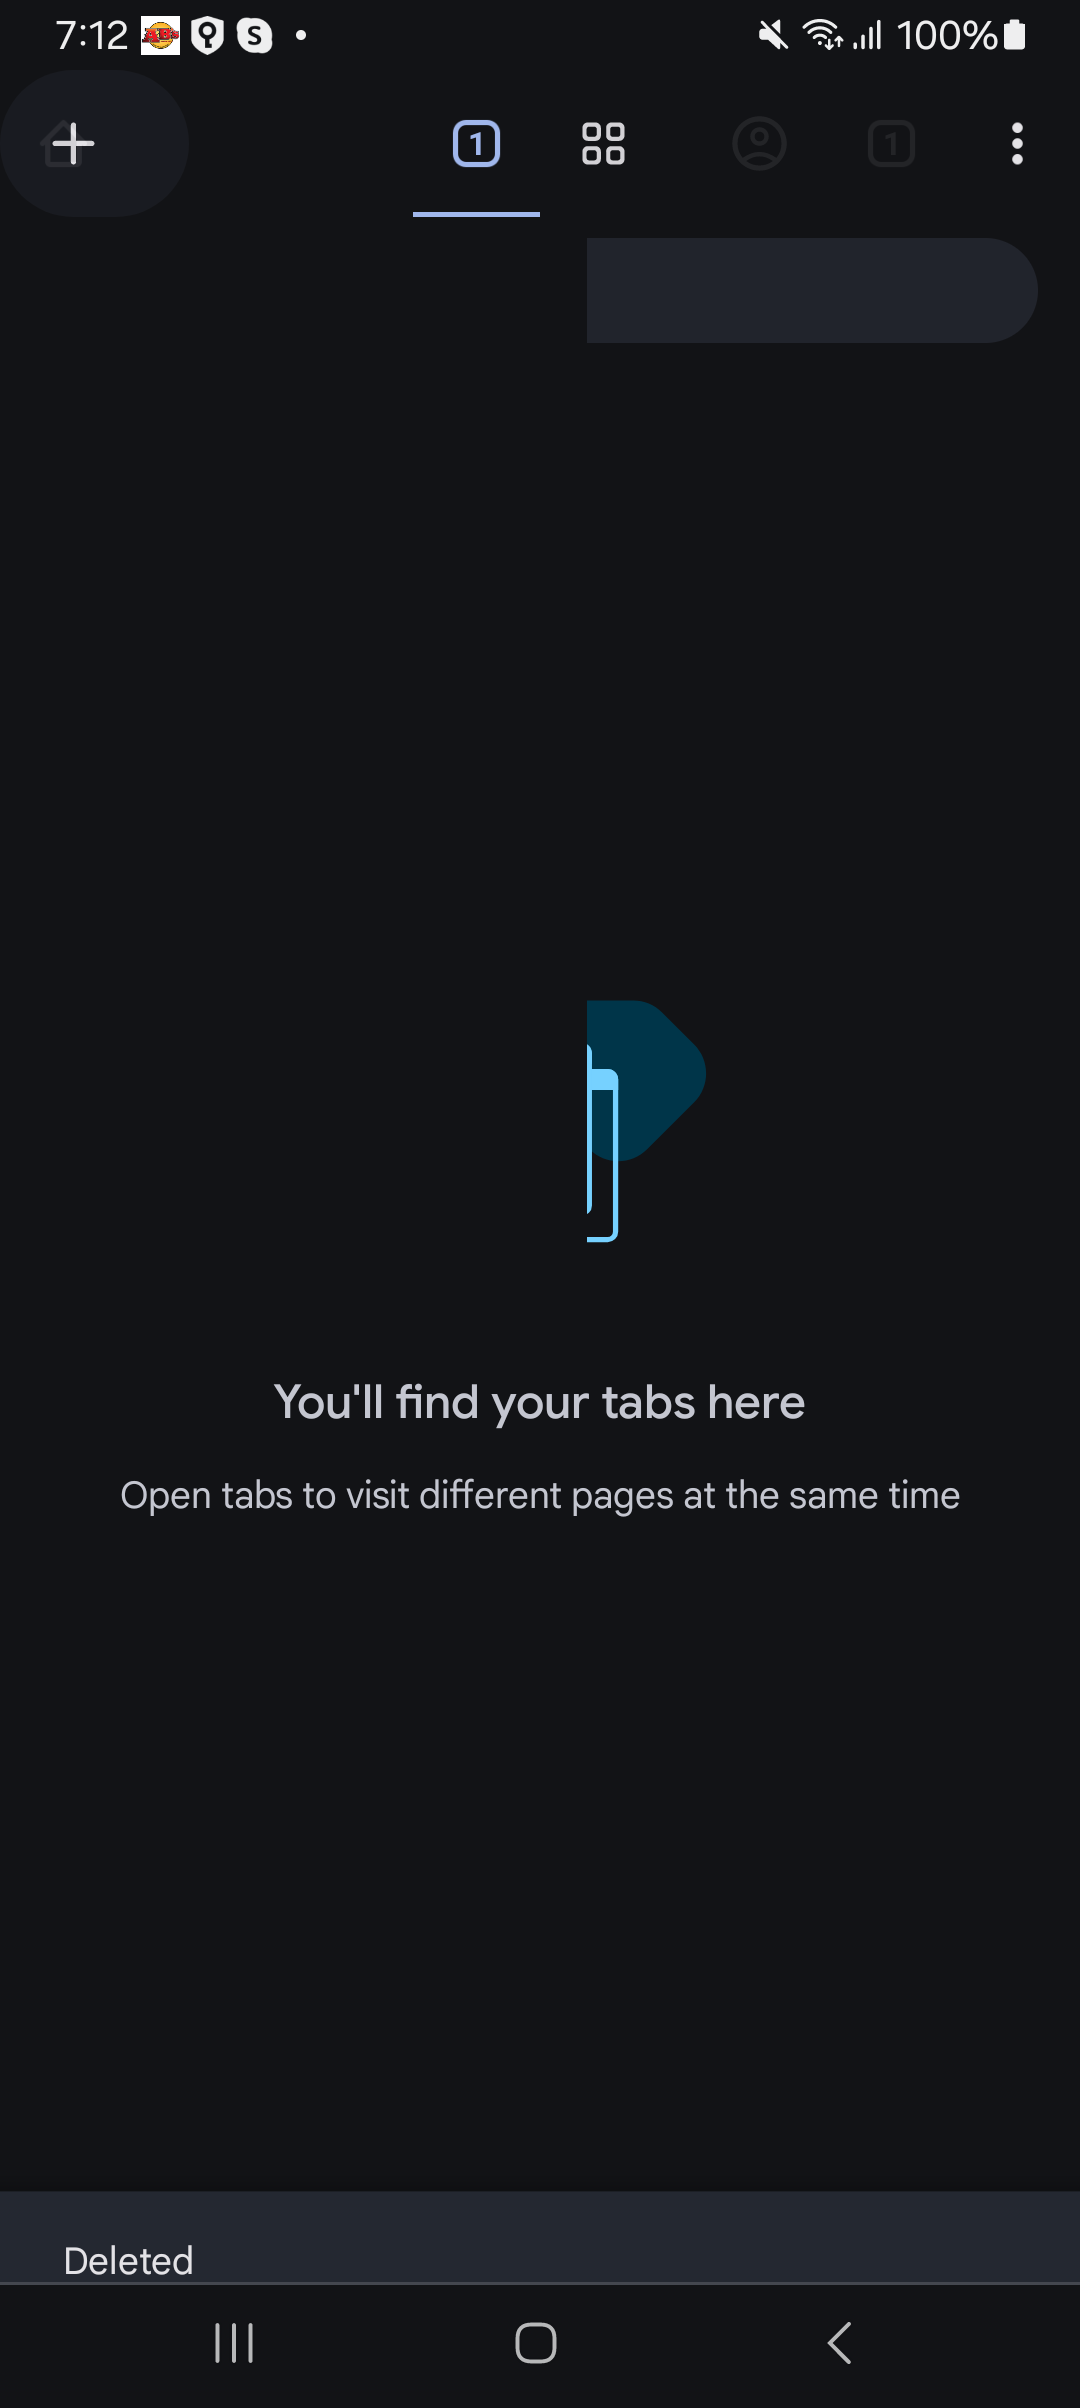 7:12 AB's S 100%
1 1
You'll find your tabs here
Open tabs to visit different pages at the same time
Deleted